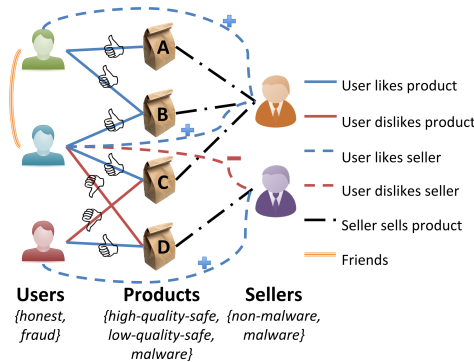 A
B
C
D
User likes product
User dislikes product
User likes seller
User dislikes seller
Seller sells product
Friends
Users
{honest,
fraud}
Products
{high-quality-safe,
low-quality-safe,
malware}
Sellers
{non-malware,
malware}